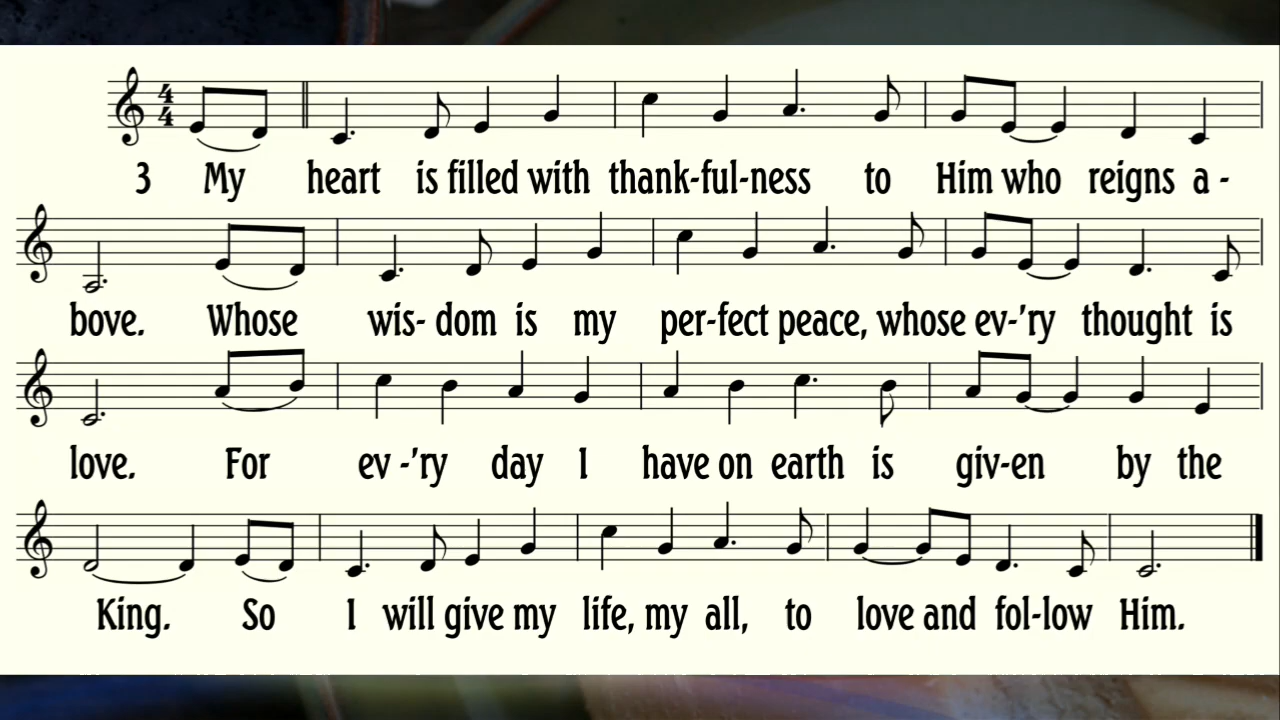 4
4
3 My heart is filled with thank-ful-ness to Him who reigns a -
bove. Whose wis- dom is my per-fect peace, whose ev-'ry thought is
love. For ev -'ry day I have on earth is giv-en by the
King. So I will give my life, my all, to love and fol-low Him.